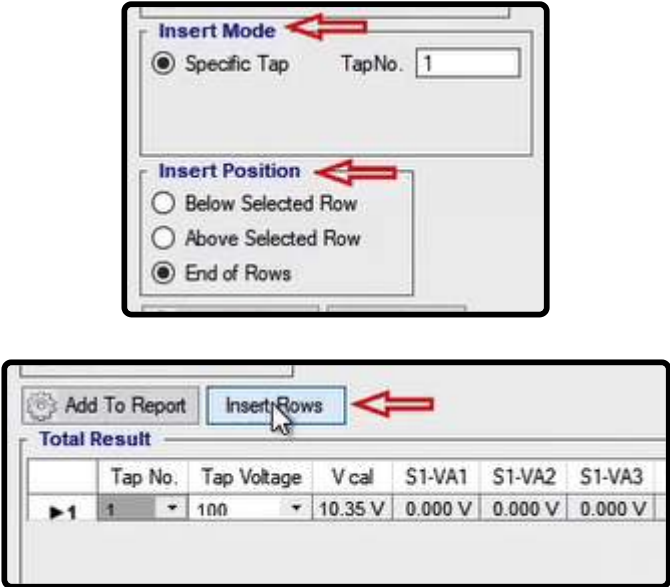 Insert Mode
Specific Tap TapNo. 1
Insert Position
Below Selected Row
Above Selected Row
End of Rows
Add To Report Insert Rows
Total Result
Tap No. Tap Voltage V cal S1-VA1 S1-VA2 S1-VA3
1 1 100 10.35 V 0.000 V 0.000 V 0.000 V